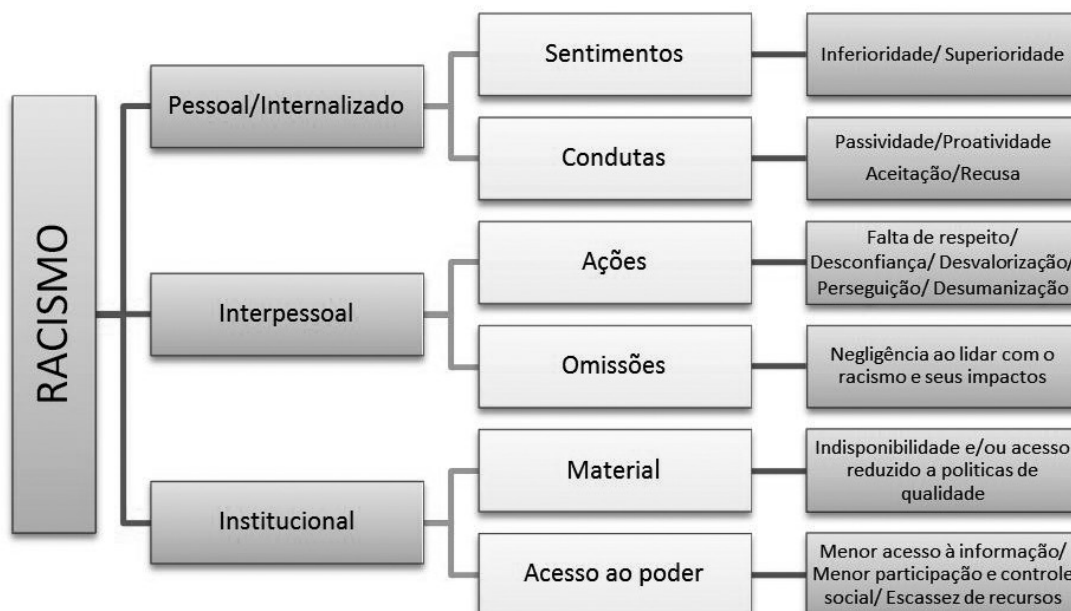 RACISMO
Pessoal/Internalizado
Sentimentos
Inferioridade/ Superioridade
Condutas
Passividade/Proatividade
Aceitação/Recusa
Interpessoal
Ações
Falta de respeito/
Desconfiança/ Desvalorização/
Perseguição/ Desumanização
Omissões
Negligência ao lidar com o
racismo e seus impactos
Institucional
Material
Indisponibilidade e/ou acesso
reduzido a politicas de
qualidade
Acesso ao poder
Menor acesso à informação/
Menor participação e controle
social/ Escassez de recursos